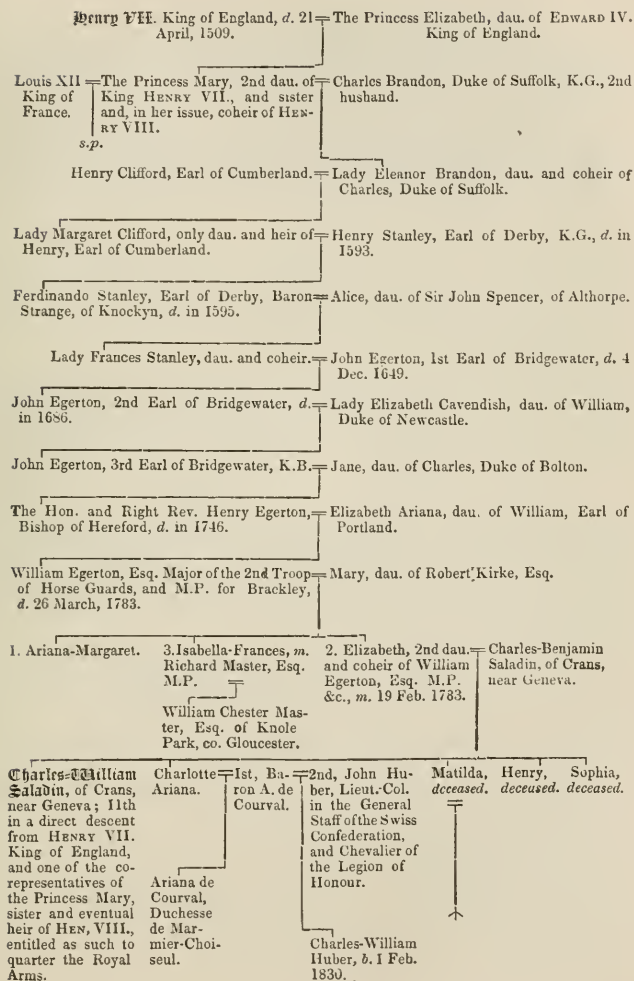 Henry VII. King of England, d. 21
April, 1509.
The Princess Elizabeth, dau. of EDWARD IV.
King of England.
Louis XII
King of
France.
The Princess Mary, 2nd dau. of
King HENRY VII., and sister
and, in her issue, coheir of HEN-
RY VIII.
s.p.
Charles Brandon, Duke of Suffolk, K.G., 2nd
husband.
Henry Clifford, Earl of Cumberland.
Lady Eleanor Brandon, dau. and coheir of
Charles, Duke of Suffolk.
Lady Margaret Clifford, only dau. and heir of
Henry, Earl of Cumberland.
Henry Stanley, Earl of Derby, K.G., d. in
1593.
Ferdinando Stanley, Earl of Derby, Baron
Strange, of Knockyn, d. in 1595.
Alice, dau. of Sir John Spencer, of Althorpe.
Lady Frances Stanley, dau. and coheir.
John Egerton, 1st Earl of Bridgewater, d. 4
Dec. 1649.
John Egerton, 2nd Earl of Bridgewater, d.
in 1686.
Lady Elizabeth Cavendish, dau. of William,
Duke of Newcastle.
John Egerton, 3rd Earl of Bridgewater, K.B.
Jane, dau. of Charles, Duke of Bolton.
The Hon. and Right Rev. Henry Egerton,
Bishop of Hereford, d. in 1746.
Elizabeth Ariana, dau. of William, Earl of
Portland.
William Egerton, Esq. Major of the 2nd Troop
of Horse Guards, and M.P. for Brackley,
d. 26 March, 1783.
Mary, dau. of Robert Kirke, Esq.
1. Ariana-Margaret.
3. Isabella-Frances, m.
Richard Master, Esq.
M.P.
William Chester Mas-
ter, Esq. of Knole
Park, co. Gloucester.
2. Elizabeth, 2nd dau.
and coheir of William
Egerton, Esq. M.P.
&c., m. 19 Feb. 1783.
Charles-Benjamin
Saladin, of Crans,
near Geneva.
Charles-William
Saladin, of Crans,
near Geneva; 11th
in a direct descent
from HENRY VII.
King of England,
and one of the co-
representatives of
the Princess Mary,
sister and eventual
heir of HEN, VIII.,
entitled as such to
quarter the Royal
Arms.
Charlotte
Ariana.
1st, Ba-
ron A. de
Courval.
Ariana de
Courval,
Duchesse
de Mar-
mier-Choi-
seul.
2nd, John Hu-
ber, Lieut.-Col.
in the General
Staff of the Swiss
Confederation,
and Chevalier of
the Legion of
Honour.
Charles-William
Huber, b. 1 Feb.
1830.
Matilda,
deceased.
Henry,
deceased.
Sophia,
deceased.